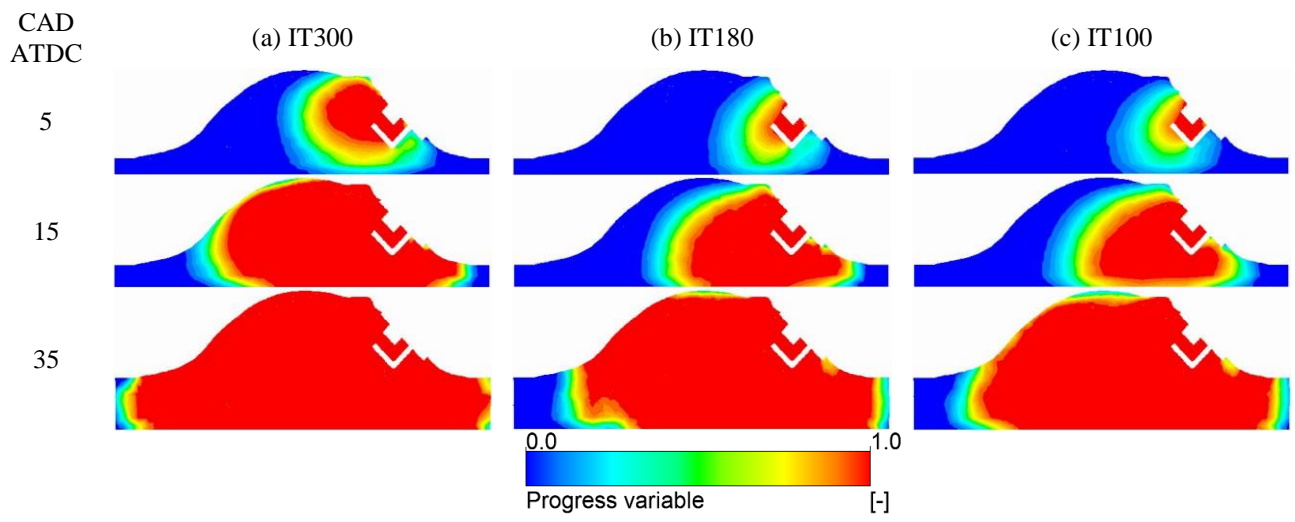 CAD
ATDC
(a) IT300
(b) IT180
(c) IT100
5
15
35
0.0
1.0
Progress variable
[-]